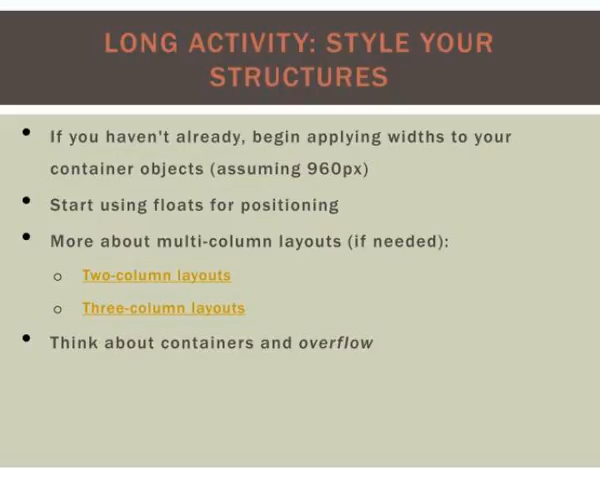 LONG ACTIVITY: STYLE YOUR
STRUCTURES
• If you haven't already, begin applying widths to your
container objects (assuming 960px)
• Start using floats for positioning
• More about multi-column layouts (if needed):
o Two-column layouts
o Three-column layouts
• Think about containers and overflow